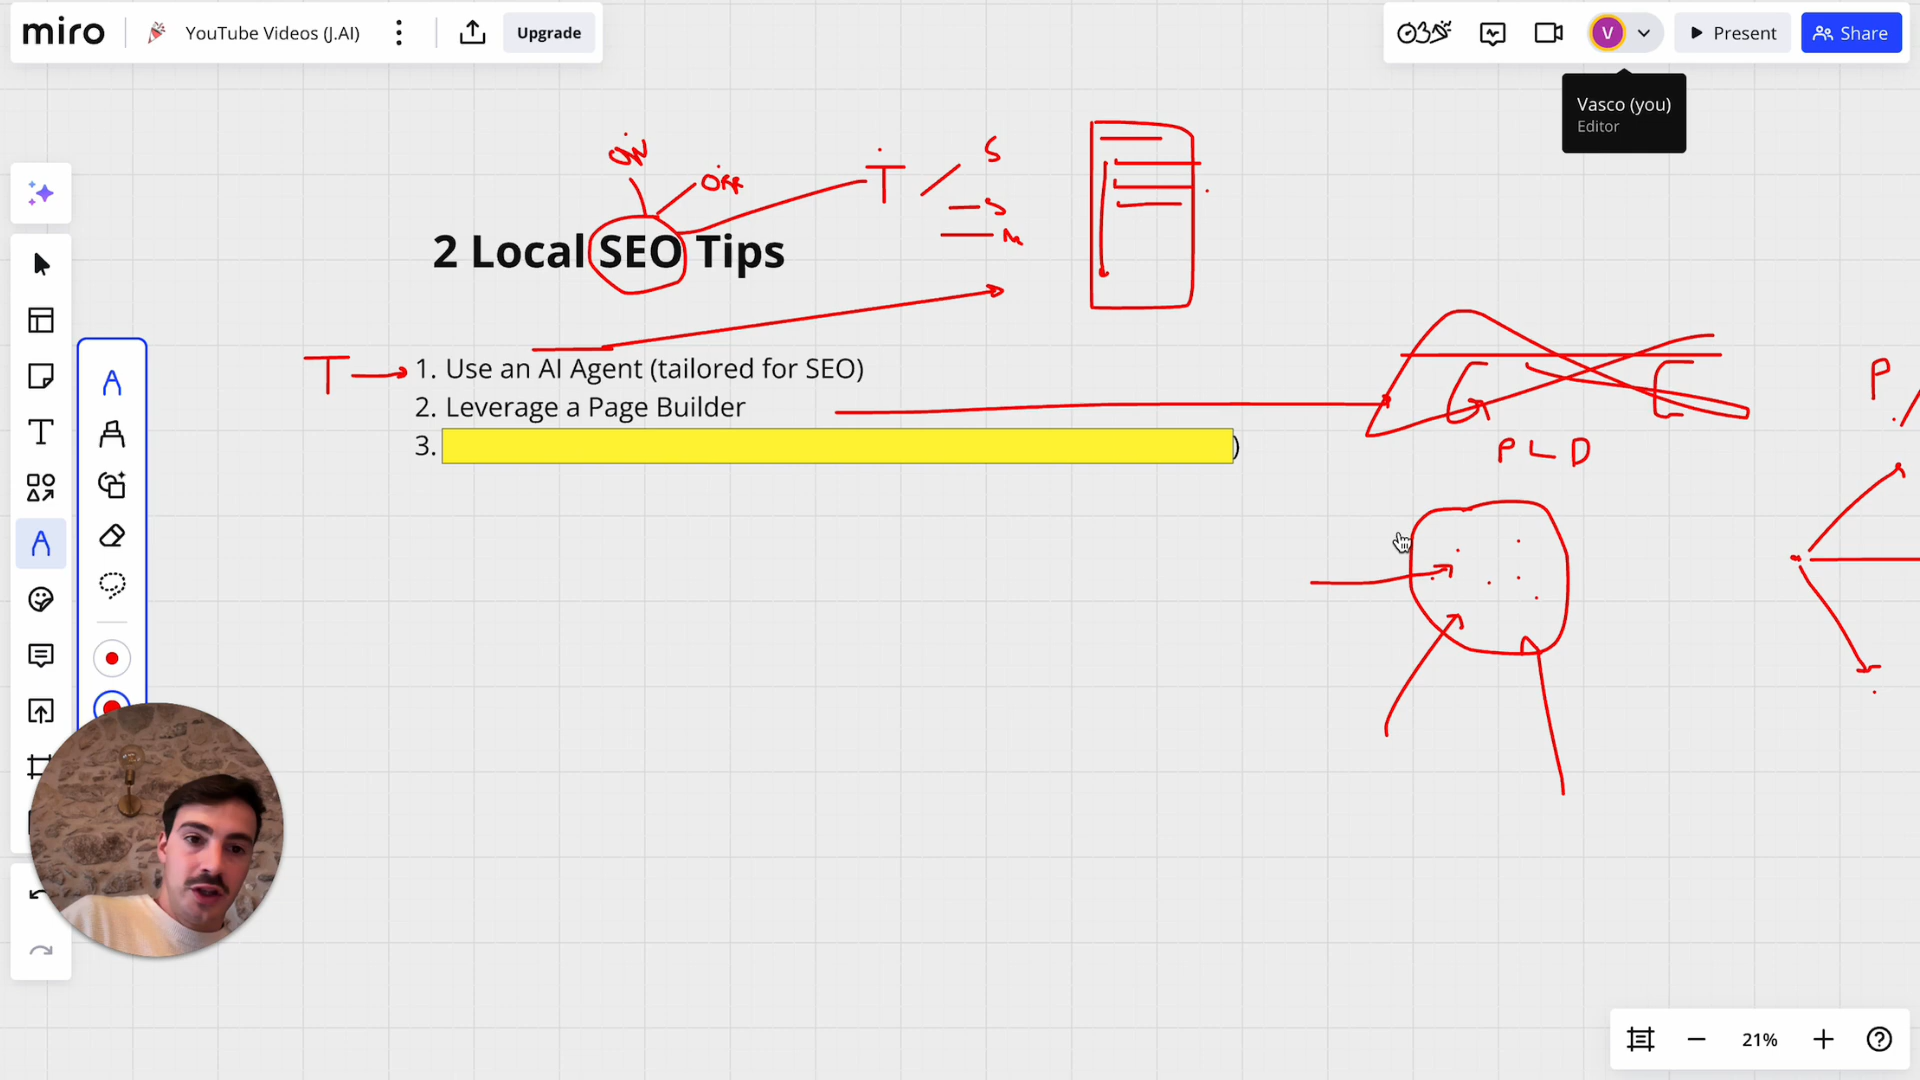 miro
YouTube Videos (J.AI)
Upgrade
V
Present
Share
Vasco (you)
Editor
ON
OFF
T
S
S
M
2 Local SEO Tips
T
1. Use an AI Agent (tailored for SEO)
2. Leverage a Page Builder
3. )
P
P L D
21%